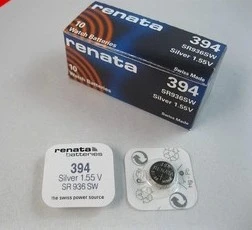 renata
10
Watch Batteries
394
SR936SW
Silver 1.55V
Swiss Made
renata
10
Watch Batteries
394
SR936SW
Silver 1.55V
Swiss Made
renata
batteries
394
Silver 1.55 V
SR 936 SW
the swiss power source